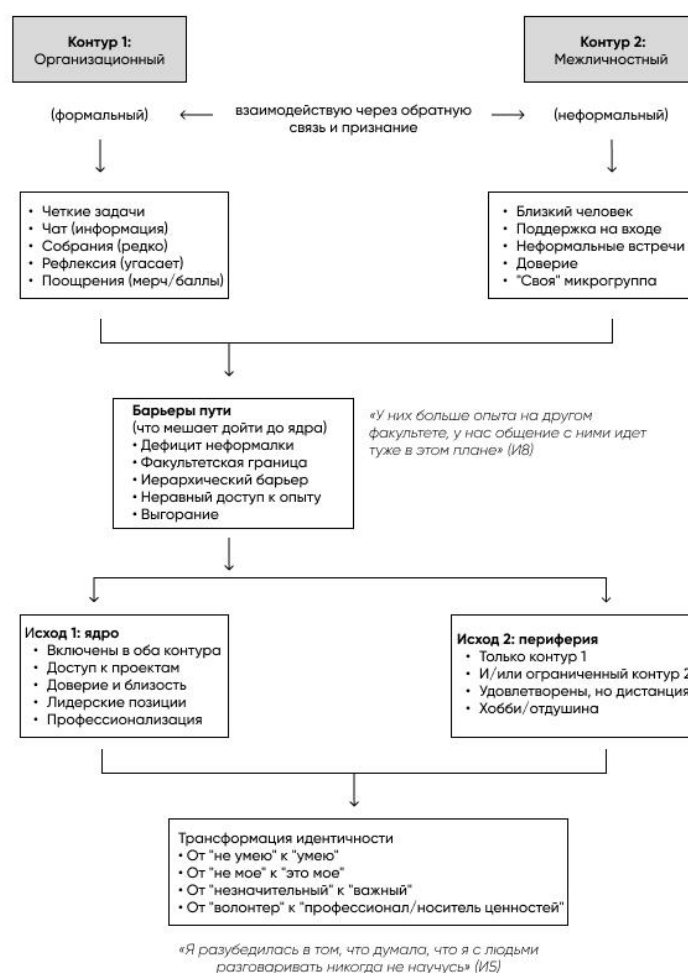 Контур 1:
Организационный
Контур 2:
Межличностный
(формальный)
взаимодействую через обратную
связь и признание
(неформальный)
• Четкие задачи
• Чат (информация)
• Собрания (редко)
• Рефлексия (угасает)
• Поощрения (мерч/баллы)
• Близкий человек
• Поддержка на входе
• Неформальные встречи
• Доверие
• "Своя" микрогруппа
Барьеры пути
(что мешает дойти до ядра)
• Дефицит неформалки
• Факультетская граница
• Иерархический барьер
• Неравный доступ к опыту
• Выгорание
«У них больше опыта на другом
факультете, у нас общение с ними идет
туже в этом плане» (И8)
Исход 1: ядро
• Включены в оба контура
• Доступ к проектам
• Доверие и близость
• Лидерские позиции
• Профессионализация
Исход 2: периферия
• Только контур 1
• И/или ограниченный контур 2
• Удовлетворены, но дистанция
• Хобби/отдушина
Трансформация идентичности
• От "не умею" к "умею"
• От "не мое" к "это мое"
• От "незначительный" к "важный"
• От "волонтер" к "профессионал/носитель ценностей"
«Я разубедилась в том, что думала, что я с людьми
разговаривать никогда не научусь» (И5)